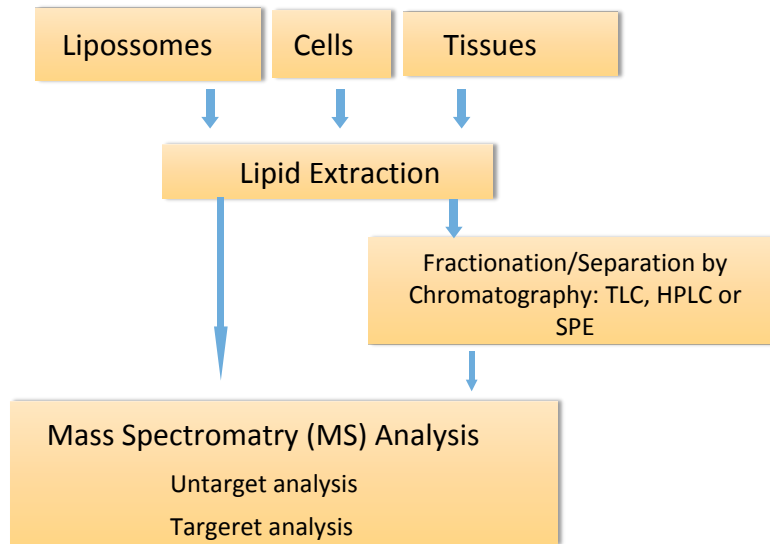 Lipossomes
Cells
Tissues
Lipid Extraction
Fractionation/Separation by
Chromatography: TLC, HPLC or
SPE
Mass Spectromatry (MS) Analysis
Untarget analysis
Targeret analysis